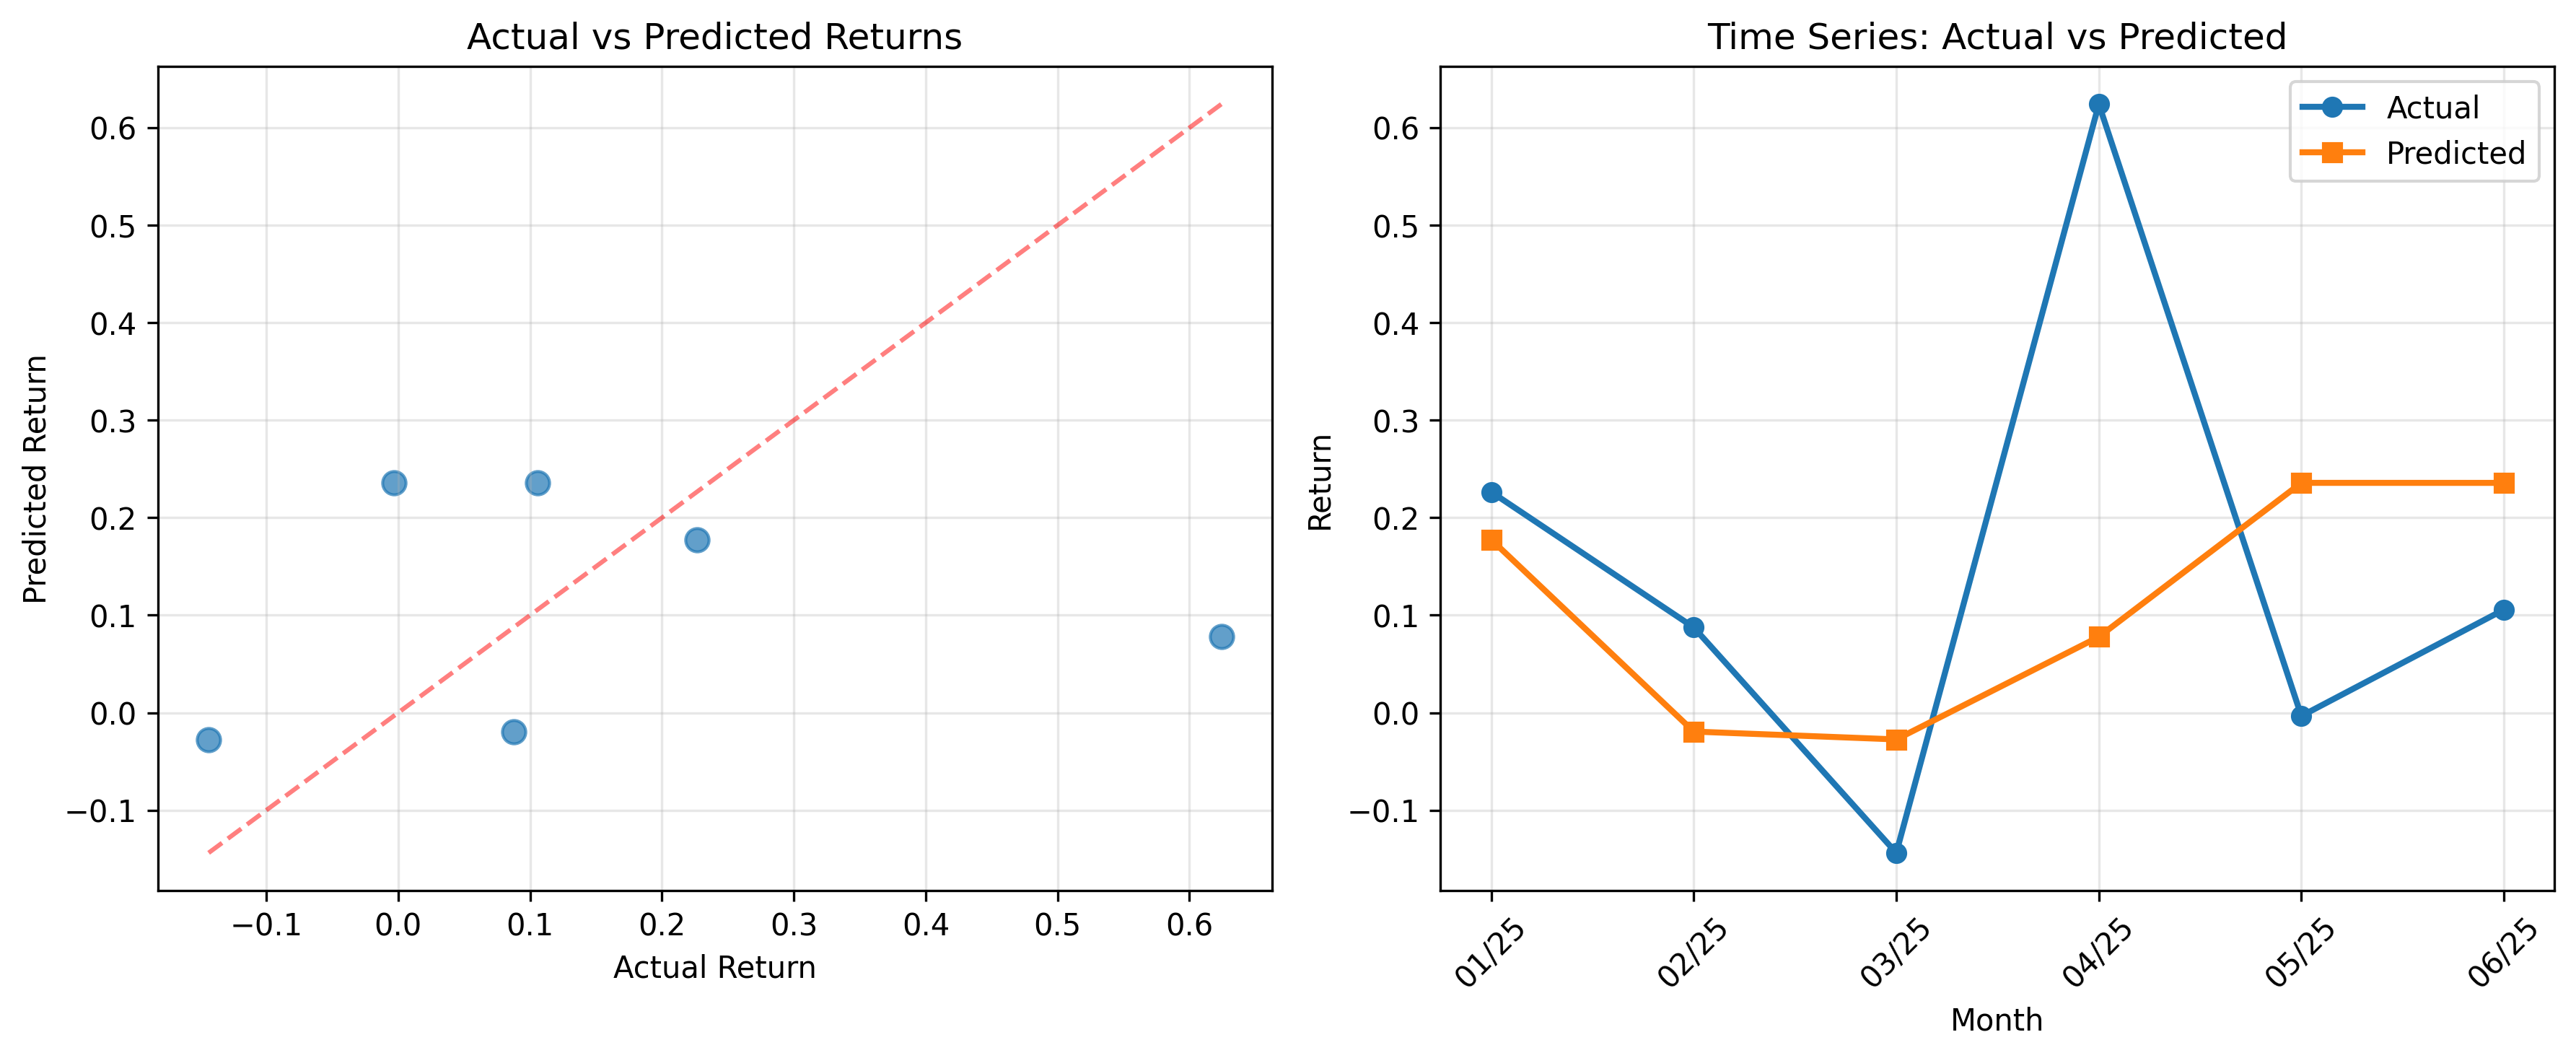 Actual vs Predicted Returns
0.6
0.5
0.4
0.3
0.2
0.1
0.0
−0.1
Predicted Return
−0.1 0.0 0.1 0.2 0.3 0.4 0.5 0.6
Actual Return
Time Series: Actual vs Predicted
Actual
Predicted
0.6
0.5
0.4
0.3
0.2
0.1
0.0
−0.1
Return
01/25 02/25 03/25 04/25 05/25 06/25
Month